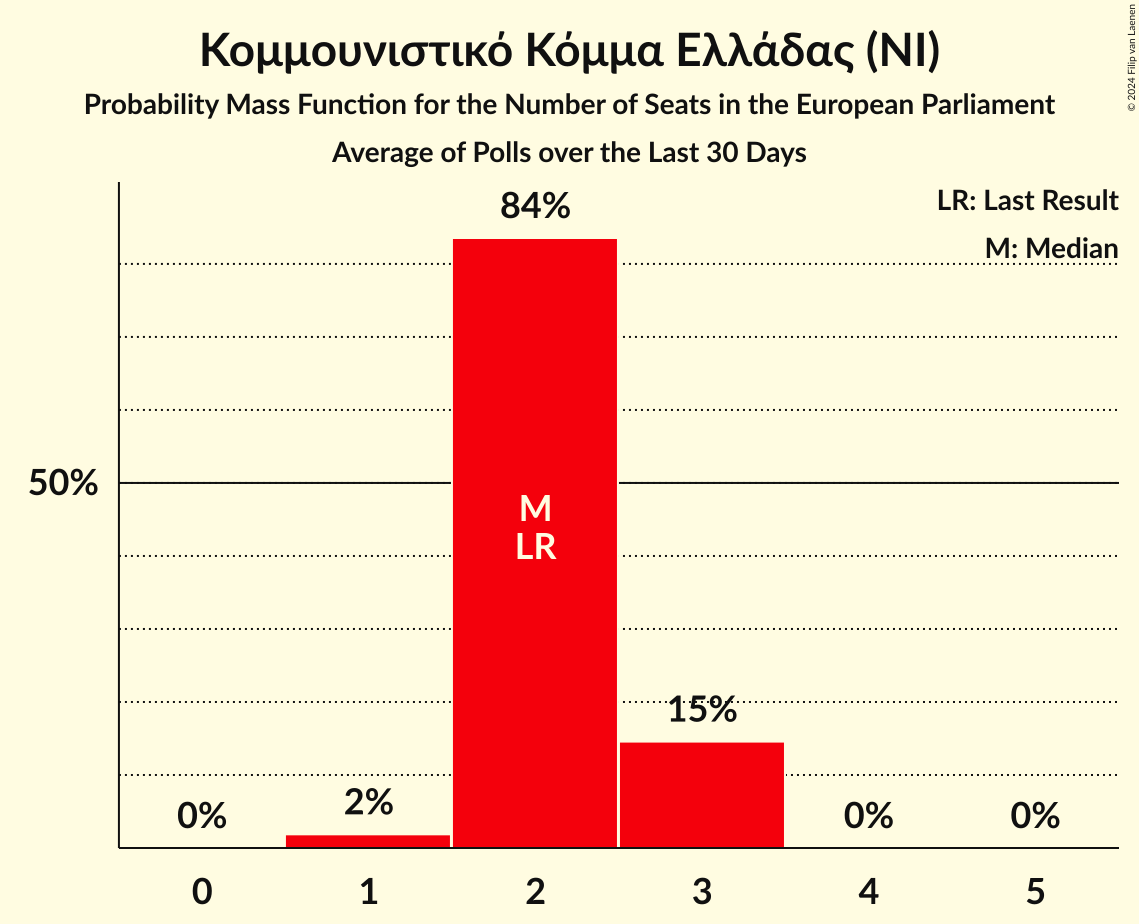 Κομμουνιστικό Κόμμα Ελλάδας (NI)
Probability Mass Function for the Number of Seats in the European Parliament
Average of Polls over the Last 30 Days
© 2024 Filip van Laenen
LR: Last Result
M: Median
84%
50%
M
LR
15%
2%
0%
0%
0%
0 1 2 3 4 5